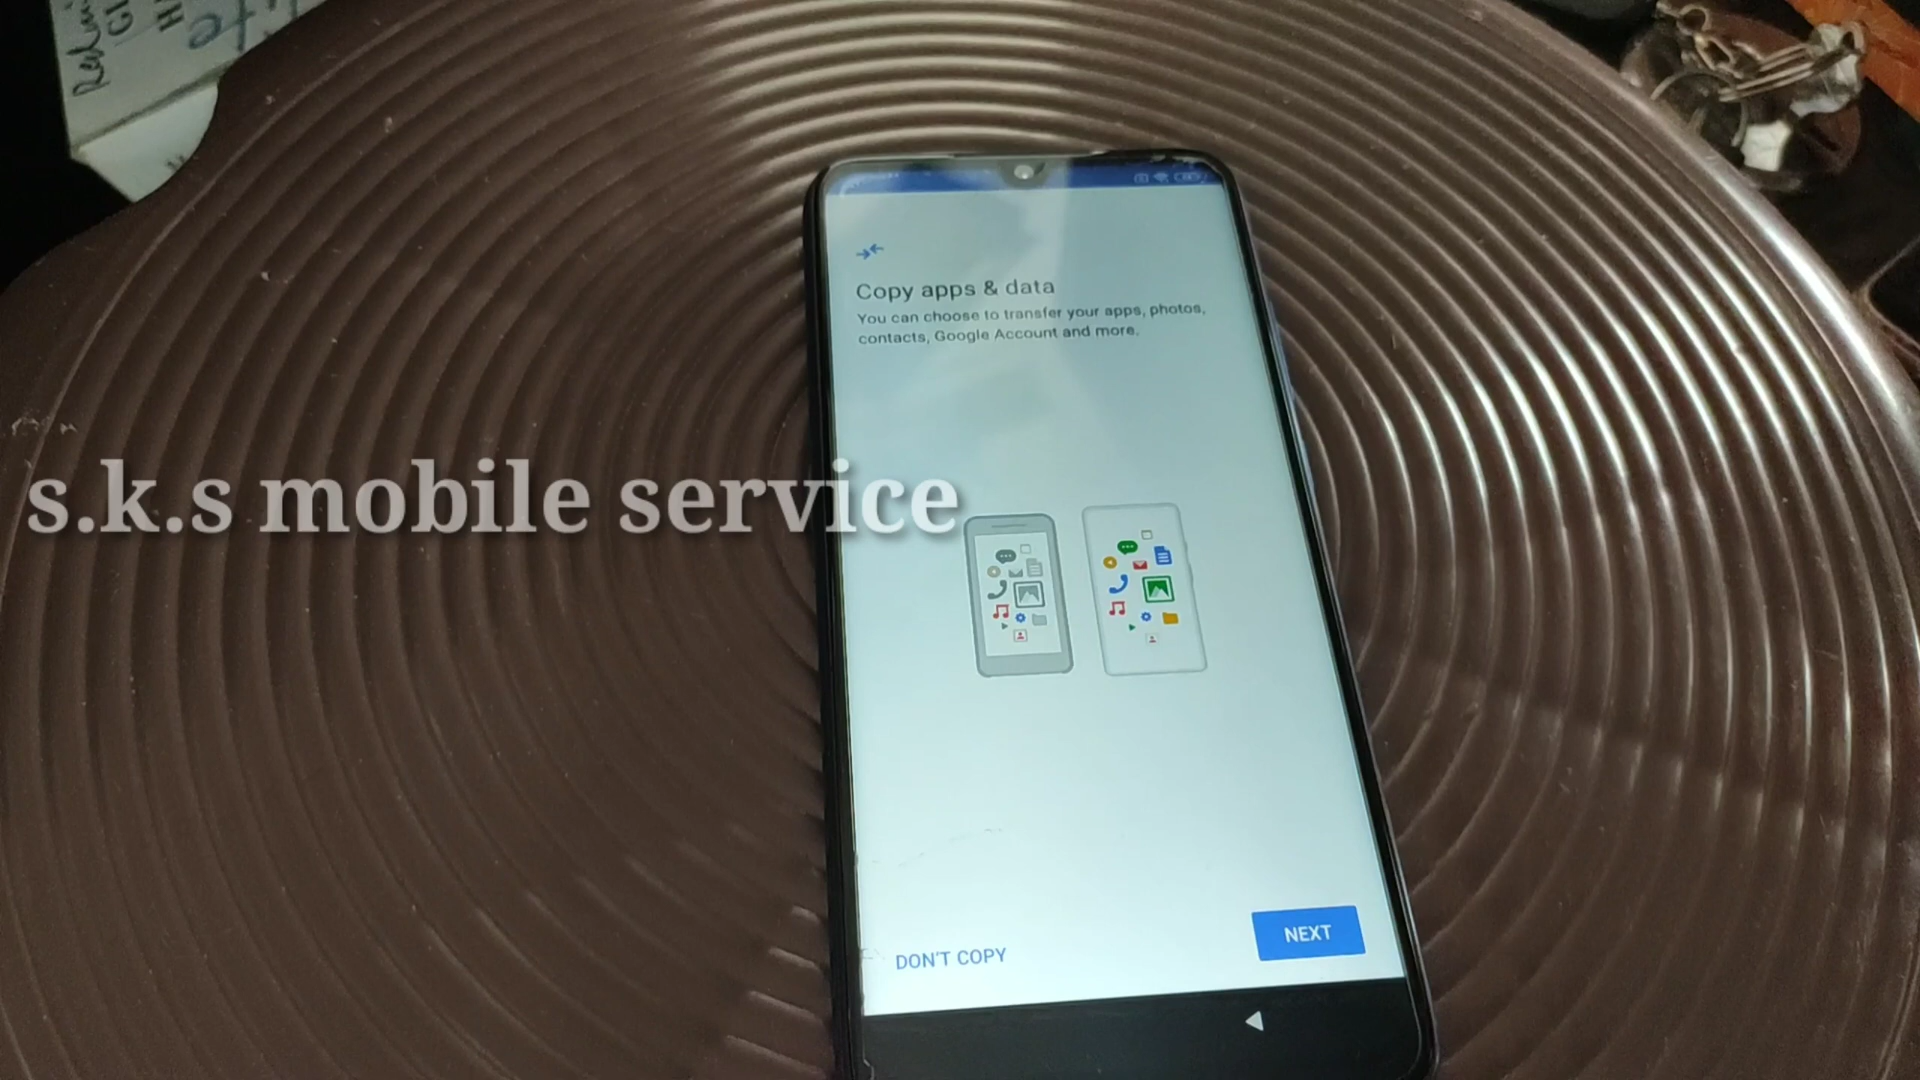 Redmi
Copy apps & data
You can choose to transfer your apps, photos,
contacts, Google Account and more.
s.k.s mobile service
DON'T COPY
NEXT